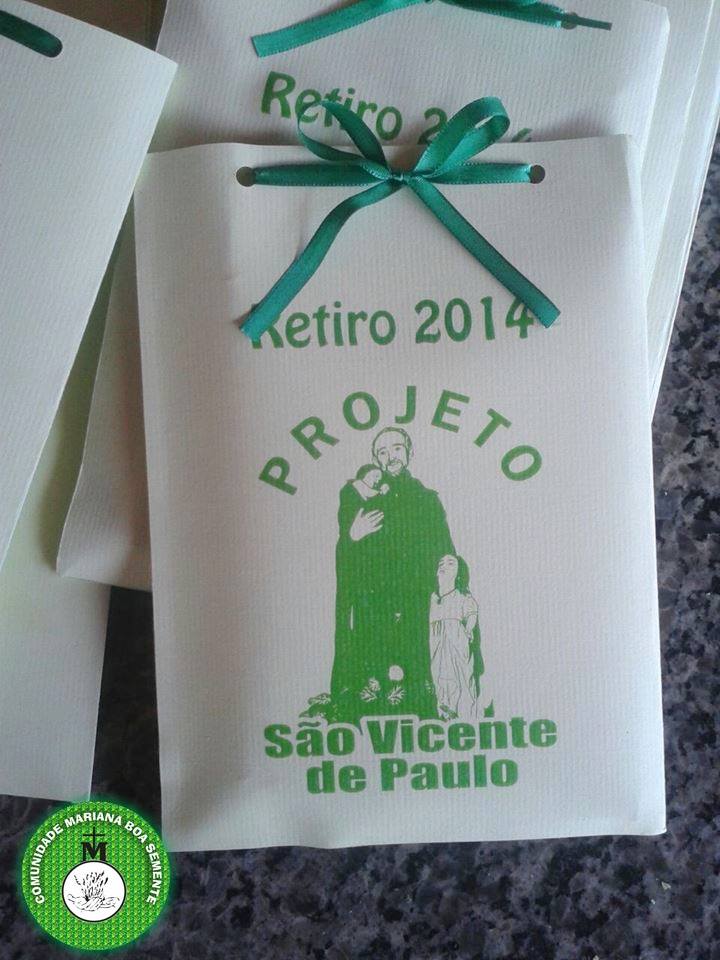 Retiro 2014
Retiro 2014
PROJETO
São Vicente
de Paulo
COMUNIDADE MARIANA BOA SEMENTE
M